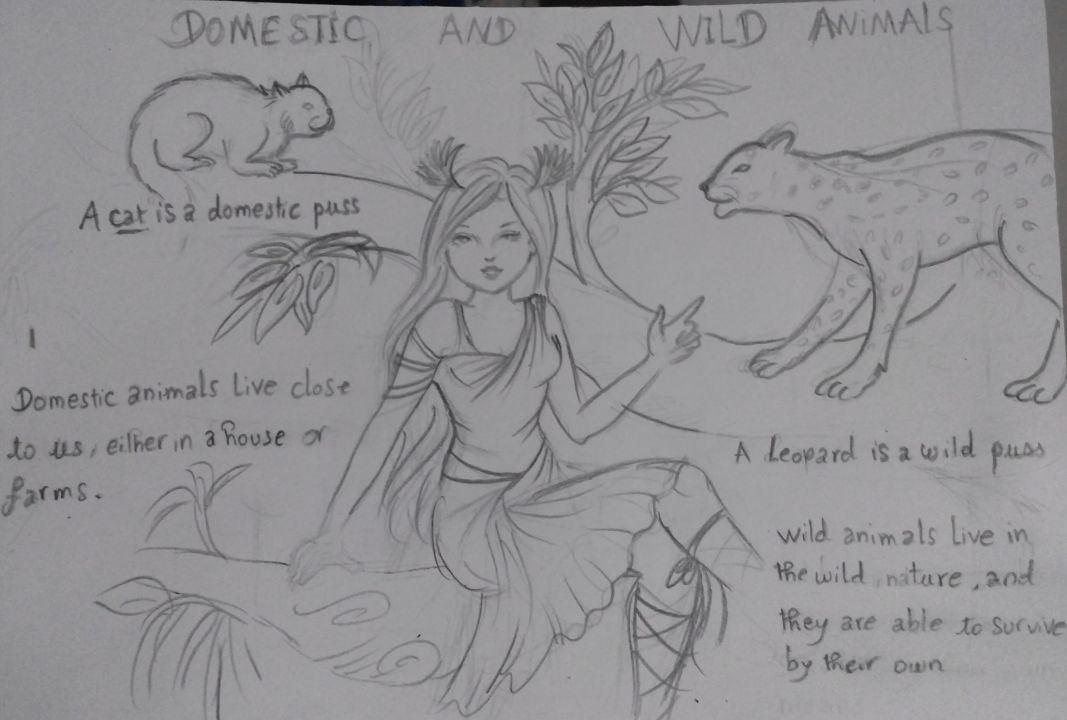 DOMESTIC AND WILD ANIMALS
A cat is a domestic puss
Domestic animals live close
to us, either in a house or
farms.
A Leopard is a wild puss
wild animals live in
the wild, nature, and
they are able to survive
by their own